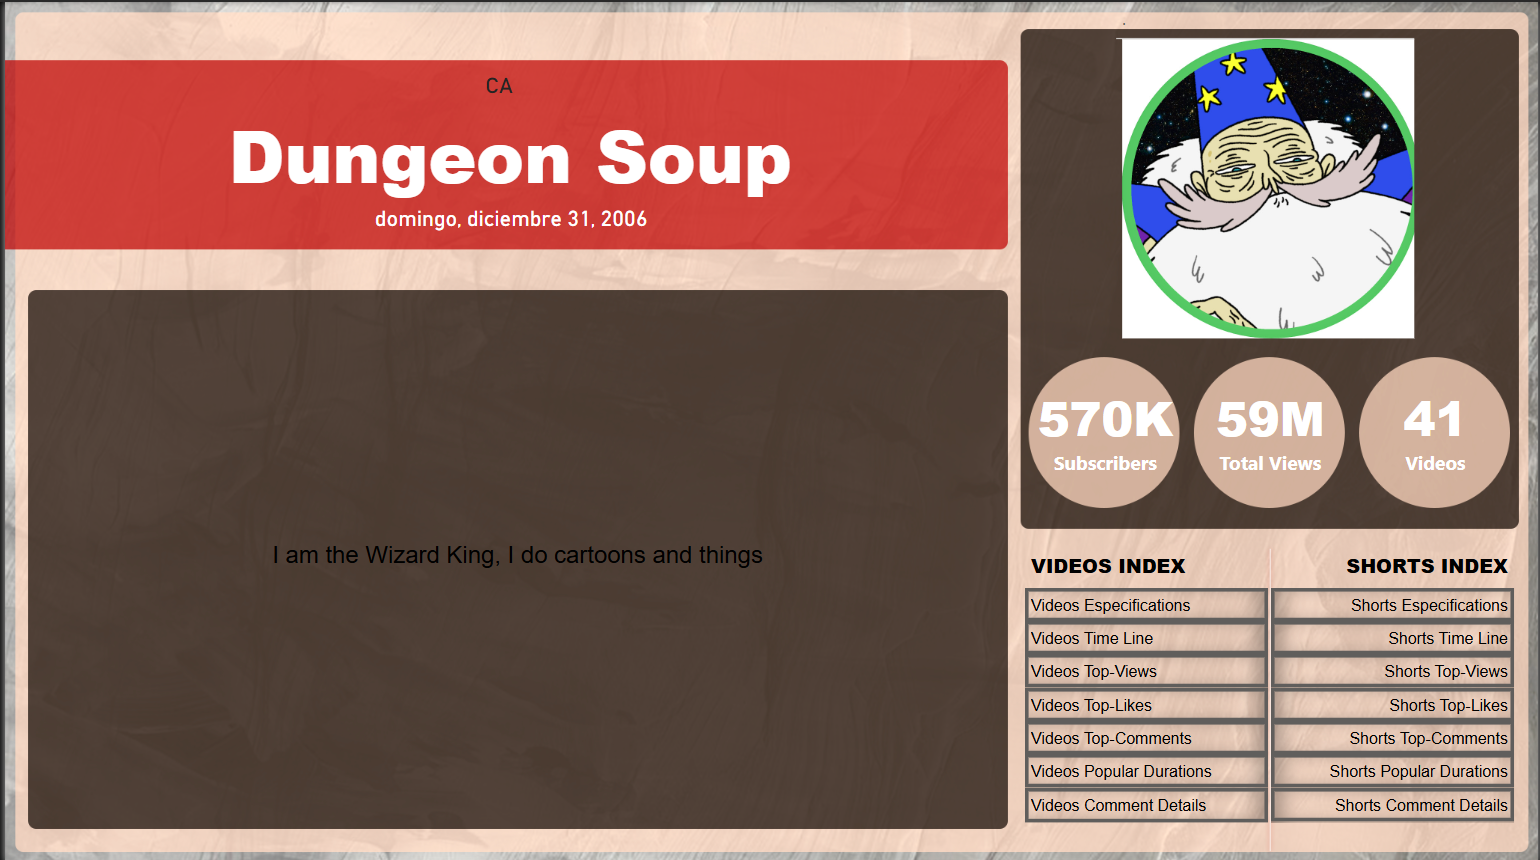 CA
Dungeon Soup
domingo, diciembre 31, 2006
I am the Wizard King, I do cartoons and things
570K
Subscribers
59M
Total Views
41
Videos
VIDEOS INDEX
Videos Especifications
Videos Time Line
Videos Top-Views
Videos Top-Likes
Videos Top-Comments
Videos Popular Durations
Videos Comment Details
SHORTS INDEX
Shorts Especifications
Shorts Time Line
Shorts Top-Views
Shorts Top-Likes
Shorts Top-Comments
Shorts Popular Durations
Shorts Comment Details